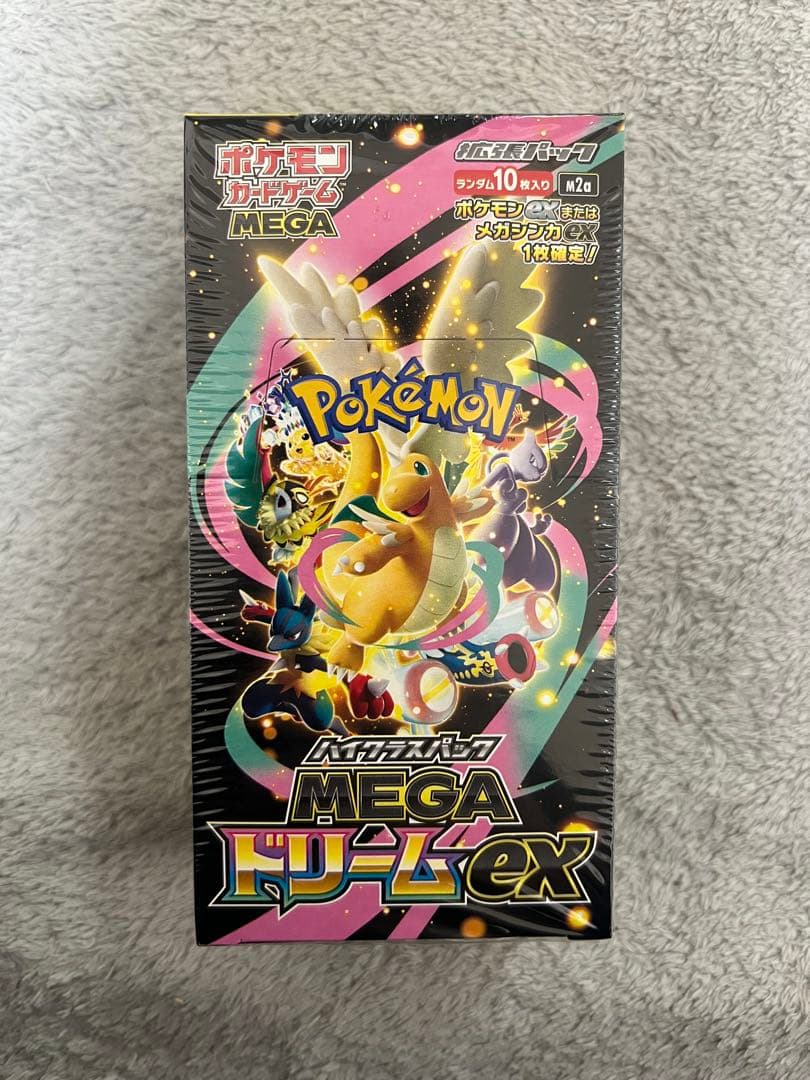 ポケモン
カードゲーム™
MEGA
拡張パック
ランダム10枚入り
M2a
ポケモンexまたは
メガシンカex
1枚確定!
POKÉMON™
ハイクラスパック
MEGA
ドリームex